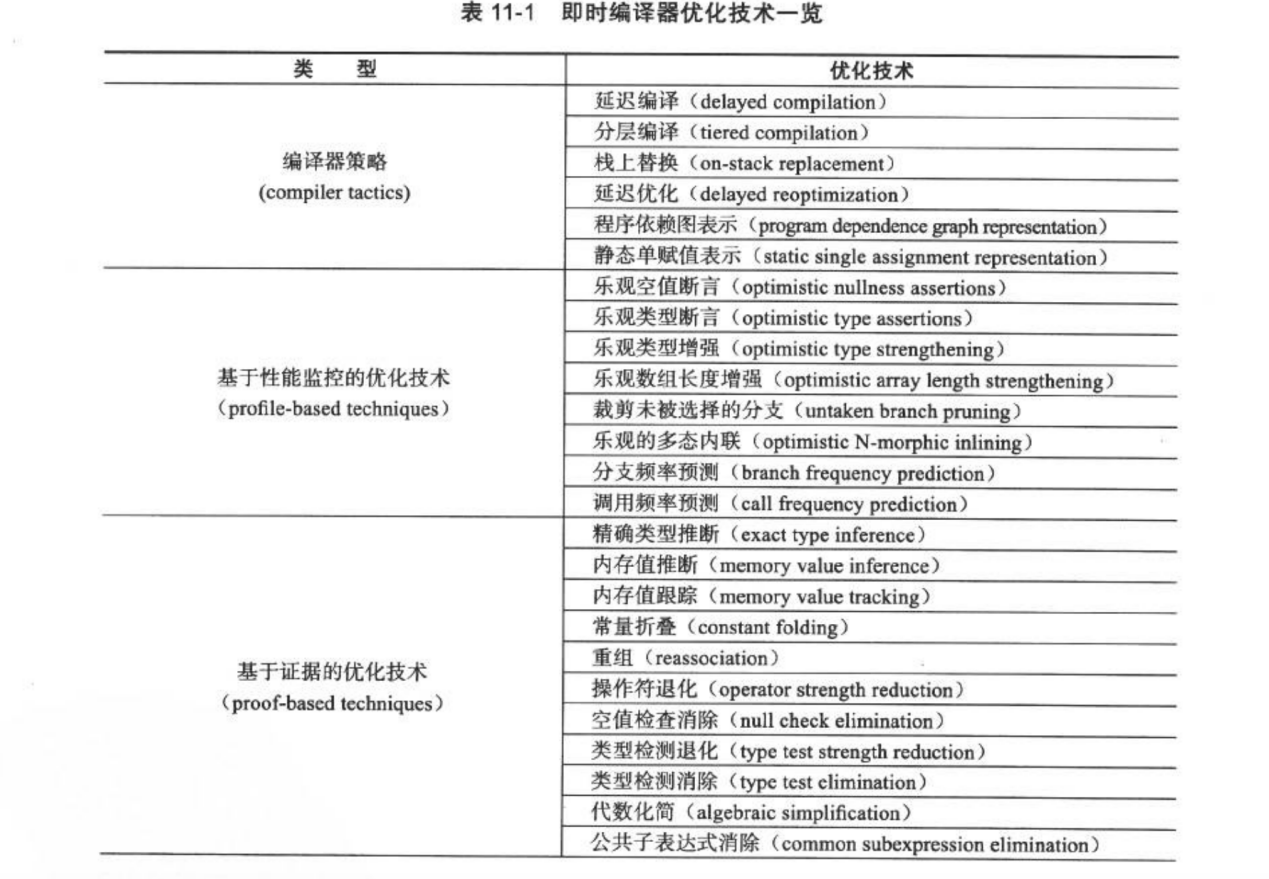 表 11-1 即时编译器优化技术一览
类 型 优化技术
编译器策略
(compiler tactics)
延迟编译（delayed compilation）
分层编译（tiered compilation）
栈上替换（on-stack replacement）
延迟优化（delayed reoptimization）
程序依赖图表示（program dependence graph representation）
静态单赋值表示（static single assignment representation）
基于性能监控的优化技术
（profile-based techniques）
乐观空值断言（optimistic nullness assertions）
乐观类型断言（optimistic type assertions）
乐观类型增强（optimistic type strengthening）
乐观数组长度增强（optimistic array length strengthening）
裁剪未被选择的分支（untaken branch pruning）
乐观的多态内联（optimistic N-morphic inlining）
分支频率预测（branch frequency prediction）
调用频率预测（call frequency prediction）
基于证据的优化技术
（proof-based techniques）
精确类型推断（exact type inference）
内存值推断（memory value inference）
内存值跟踪（memory value tracking）
常量折叠（constant folding）
重组（reassociation）
操作符退化（operator strength reduction）
空值检查消除（null check elimination）
类型检测退化（type test strength reduction）
类型检测消除（type test elimination）
代数化简（algebraic simplification）
公共子表达式消除（common subexpression elimination）